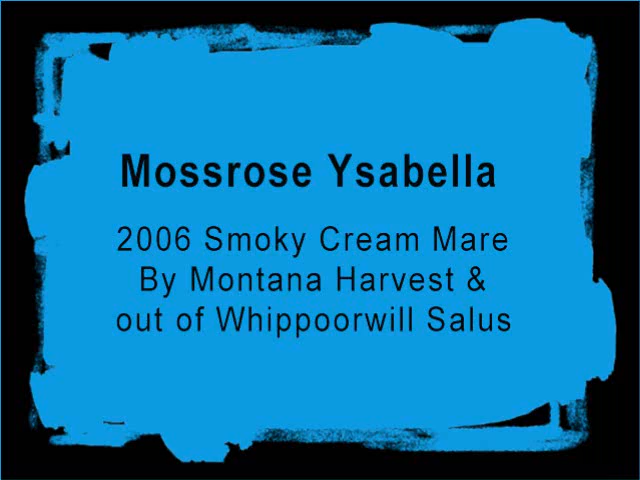 Mossrose Ysabella
2006 Smoky Cream Mare
By Montana Harvest &
out of Whippoorwill Salus